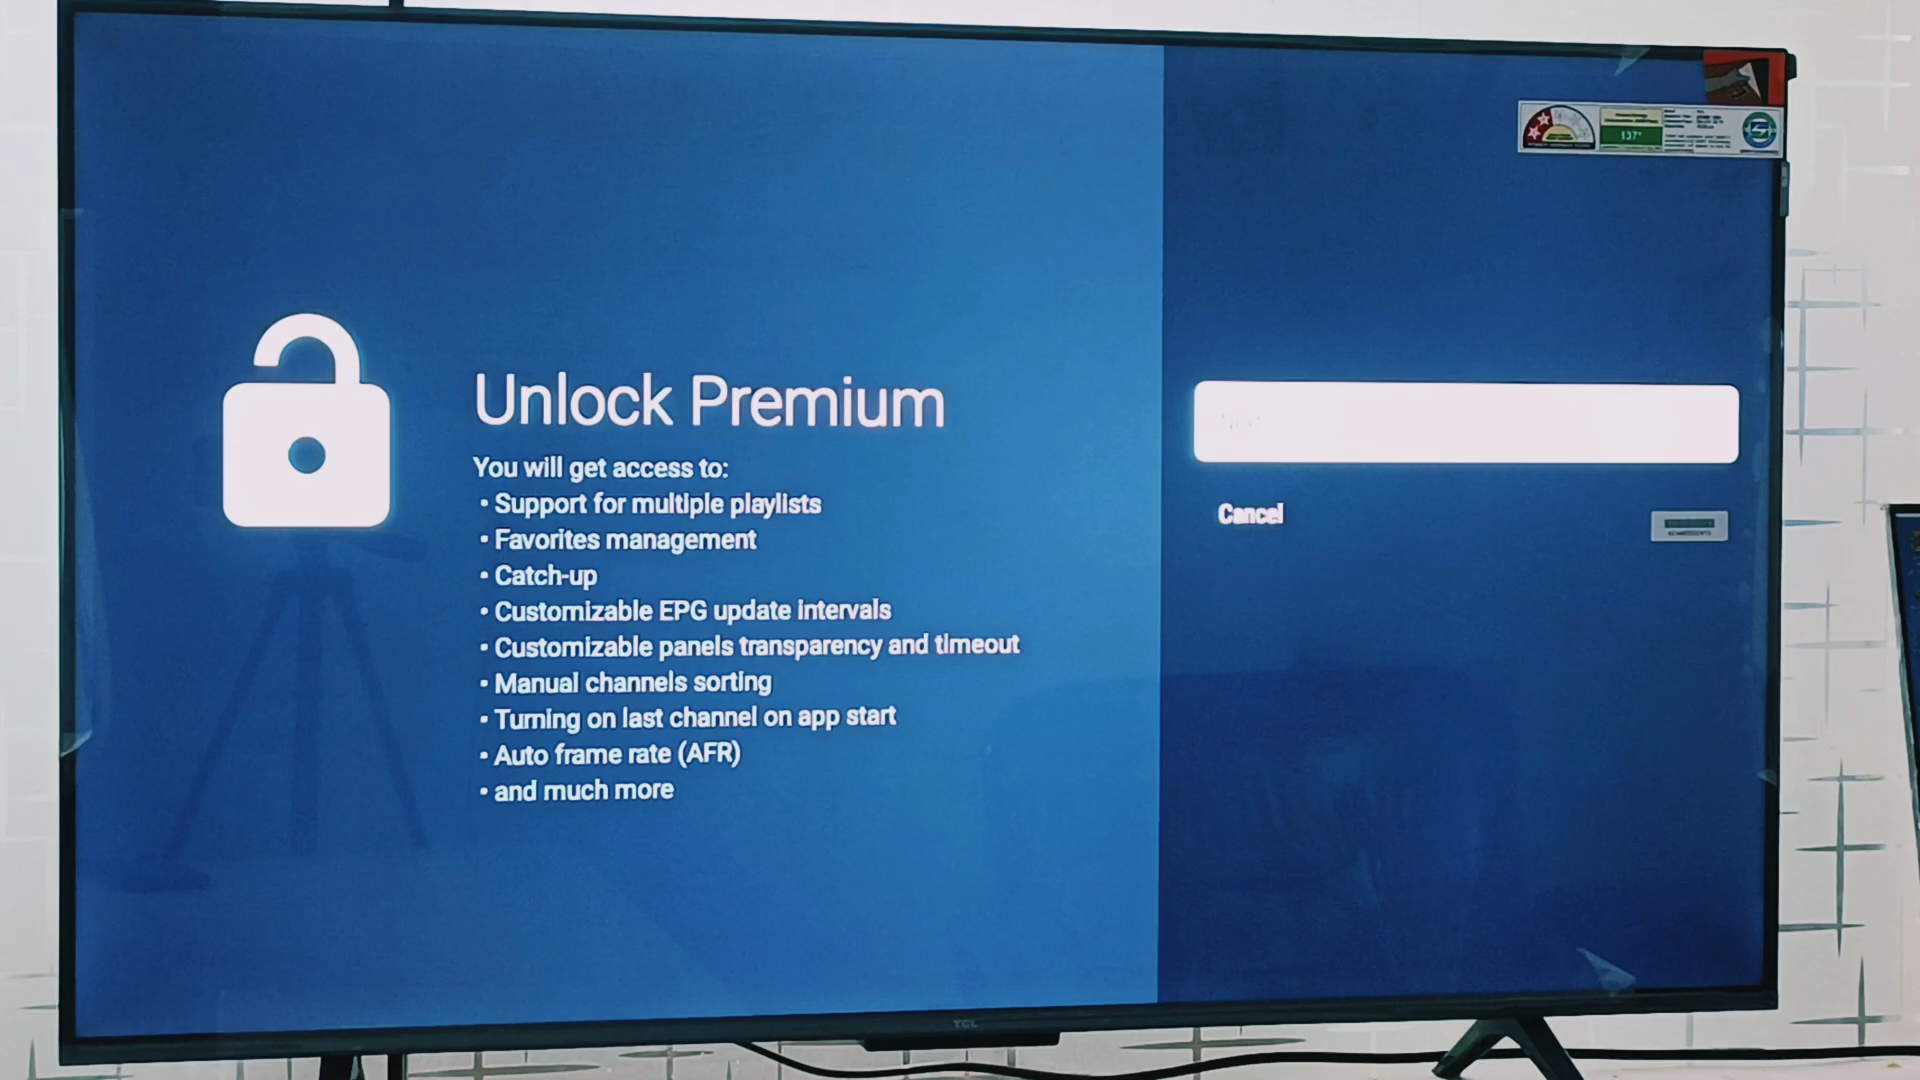 Unlock Premium
You will get access to:
• Support for multiple playlists
• Favorites management
• Catch-up
• Customizable EPG update intervals
• Customizable panels transparency and timeout
• Manual channels sorting
• Turning on last channel on app start
• Auto frame rate (AFR)
• and much more
Cancel
TCL